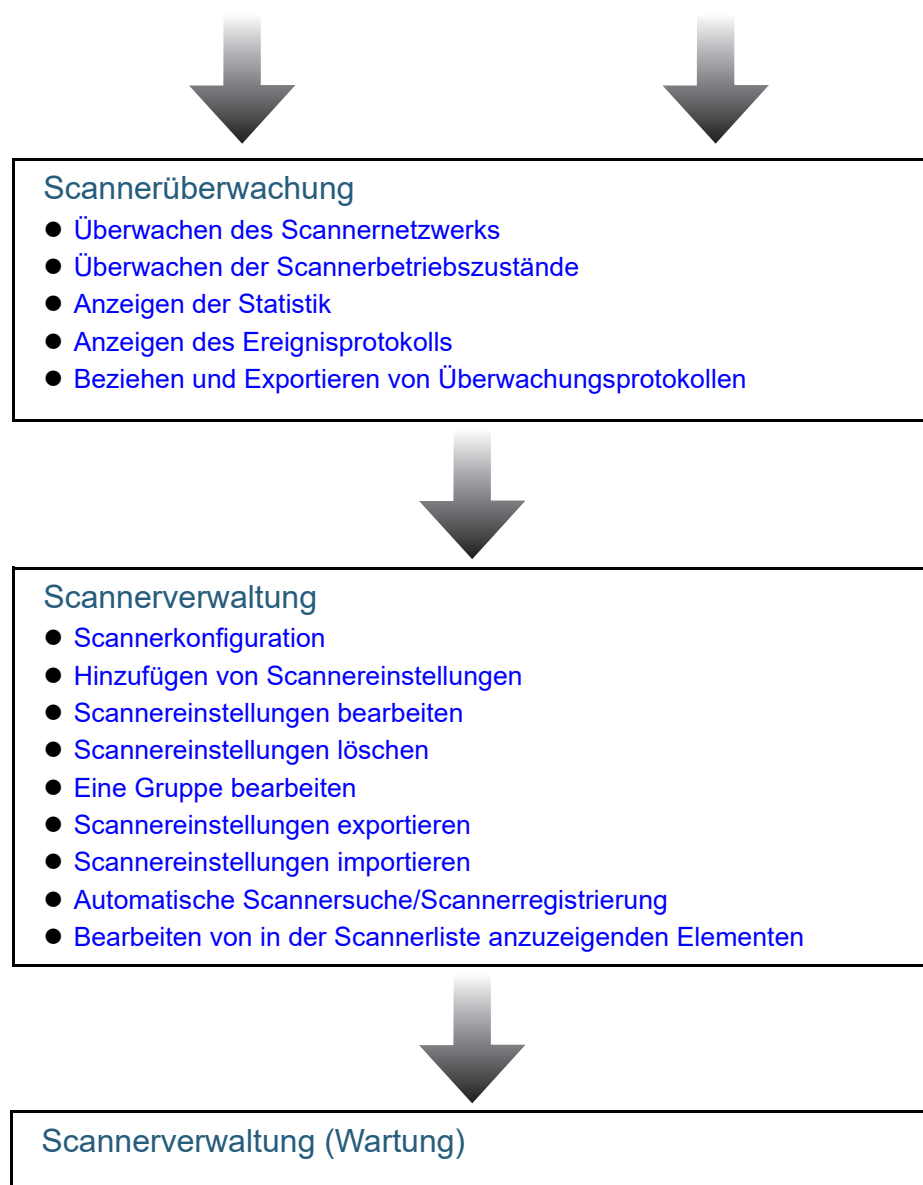 Scannerüberwachung
● Überwachen des Scannernetzwerks
● Überwachen der Scannerbetriebszustände
● Anzeigen der Statistik
● Anzeigen des Ereignisprotokolls
● Beziehen und Exportieren von Überwachungsprotokollen
Scannerverwaltung
● Scannerkonfiguration
● Hinzufügen von Scannereinstellungen
● Scannereinstellungen bearbeiten
● Scannereinstellungen löschen
● Eine Gruppe bearbeiten
● Scannereinstellungen exportieren
● Scannereinstellungen importieren
● Automatische Scannersuche/Scannerregistrierung
● Bearbeiten von in der Scannerliste anzuzeigenden Elementen
Scannerverwaltung (Wartung)